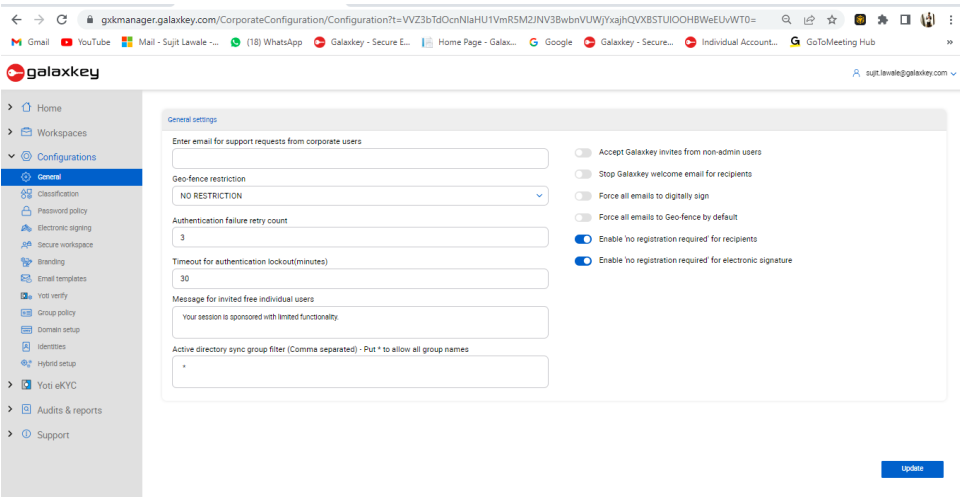 gxkmanager.galaxkey.com/CorporateConfiguration/Configuration?t=VVZ3bTdOcnNlaHU1VmR5M2JNV3BwbnVUWjYxajhQVXBSTUlOOHBWeEUvWT0=
Gmail YouTube Mail - Sujit Lawale -... (18) WhatsApp Galaxkey - Secure E... Home Page - Galax... Google Galaxkey - Secure... Individual Account... GoToMeeting Hub »
galaxkey
sujit.lawale@galaxkey.com
Home
Workspaces
Configurations
General
Classification
Password policy
Electronic signing
Secure workspace
Branding
Email templates
Yoti verify
Group policy
Domain setup
Identities
Hybrid setup
Yoti eKYC
Audits & reports
Support
General settings
Enter email for support requests from corporate users
Geo-fence restriction
NO RESTRICTION
Authentication failure retry count
3
Timeout for authentication lockout(minutes)
30
Message for invited free individual users
Your session is sponsored with limited functionality.
Active directory sync group filter (Comma separated) - Put * to allow all group names
*
Accept Galaxkey invites from non-admin users
Stop Galaxkey welcome email for recipients
Force all emails to digitally sign
Force all emails to Geo-fence by default
Enable 'no registration required' for recipients
Enable 'no registration required' for electronic signature
Update